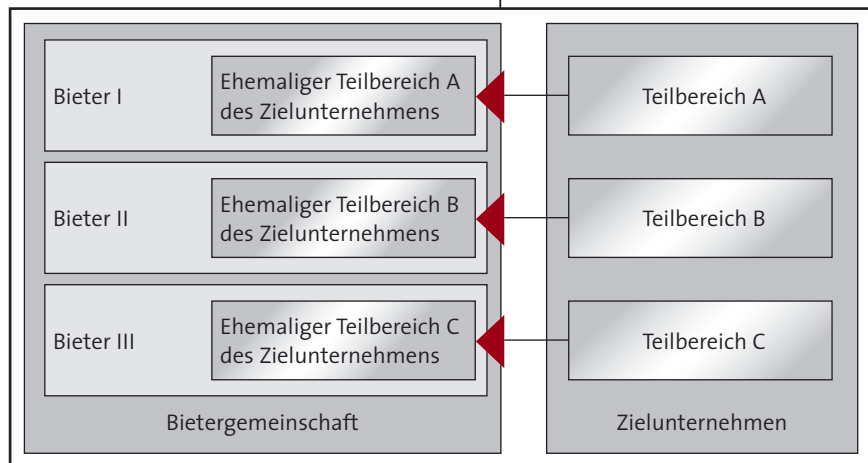 Bieter I
Ehemaliger Teilbereich A
des Zielunternehmens
Teilbereich A
Bieter II
Ehemaliger Teilbereich B
des Zielunternehmens
Teilbereich B
Bieter III
Ehemaliger Teilbereich C
des Zielunternehmens
Teilbereich C
Bietergemeinschaft
Zielunternehmen